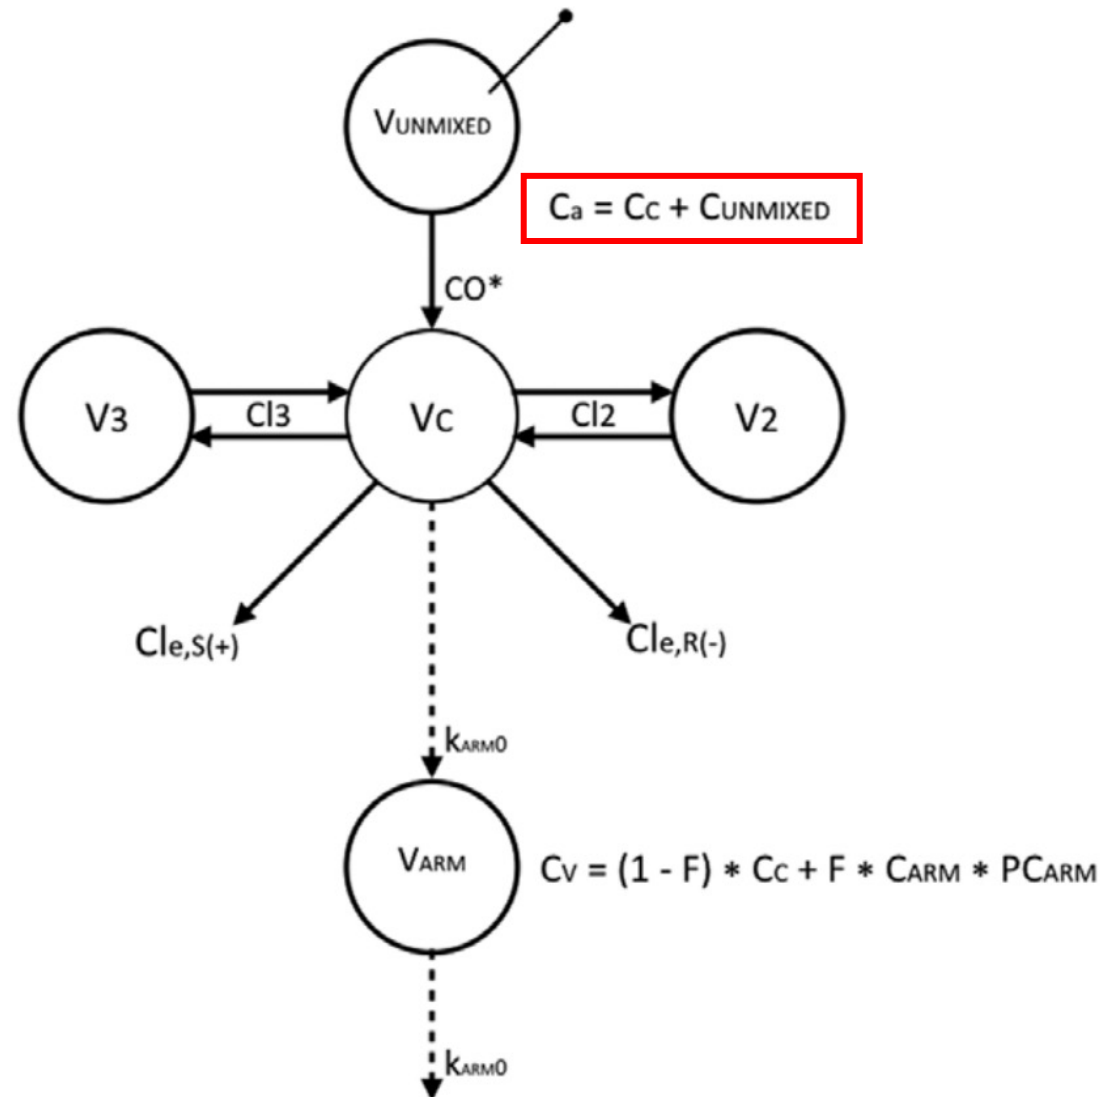 VUNMIXED
Ca = CC + CUNMIXED
CO*
V3
Cl3
VC
Cl2
V2
Cle,S(+)
Cle,R(-)
kARM0
VARM
CV = (1 - F) * CC + F * CARM * PCARM
kARM0